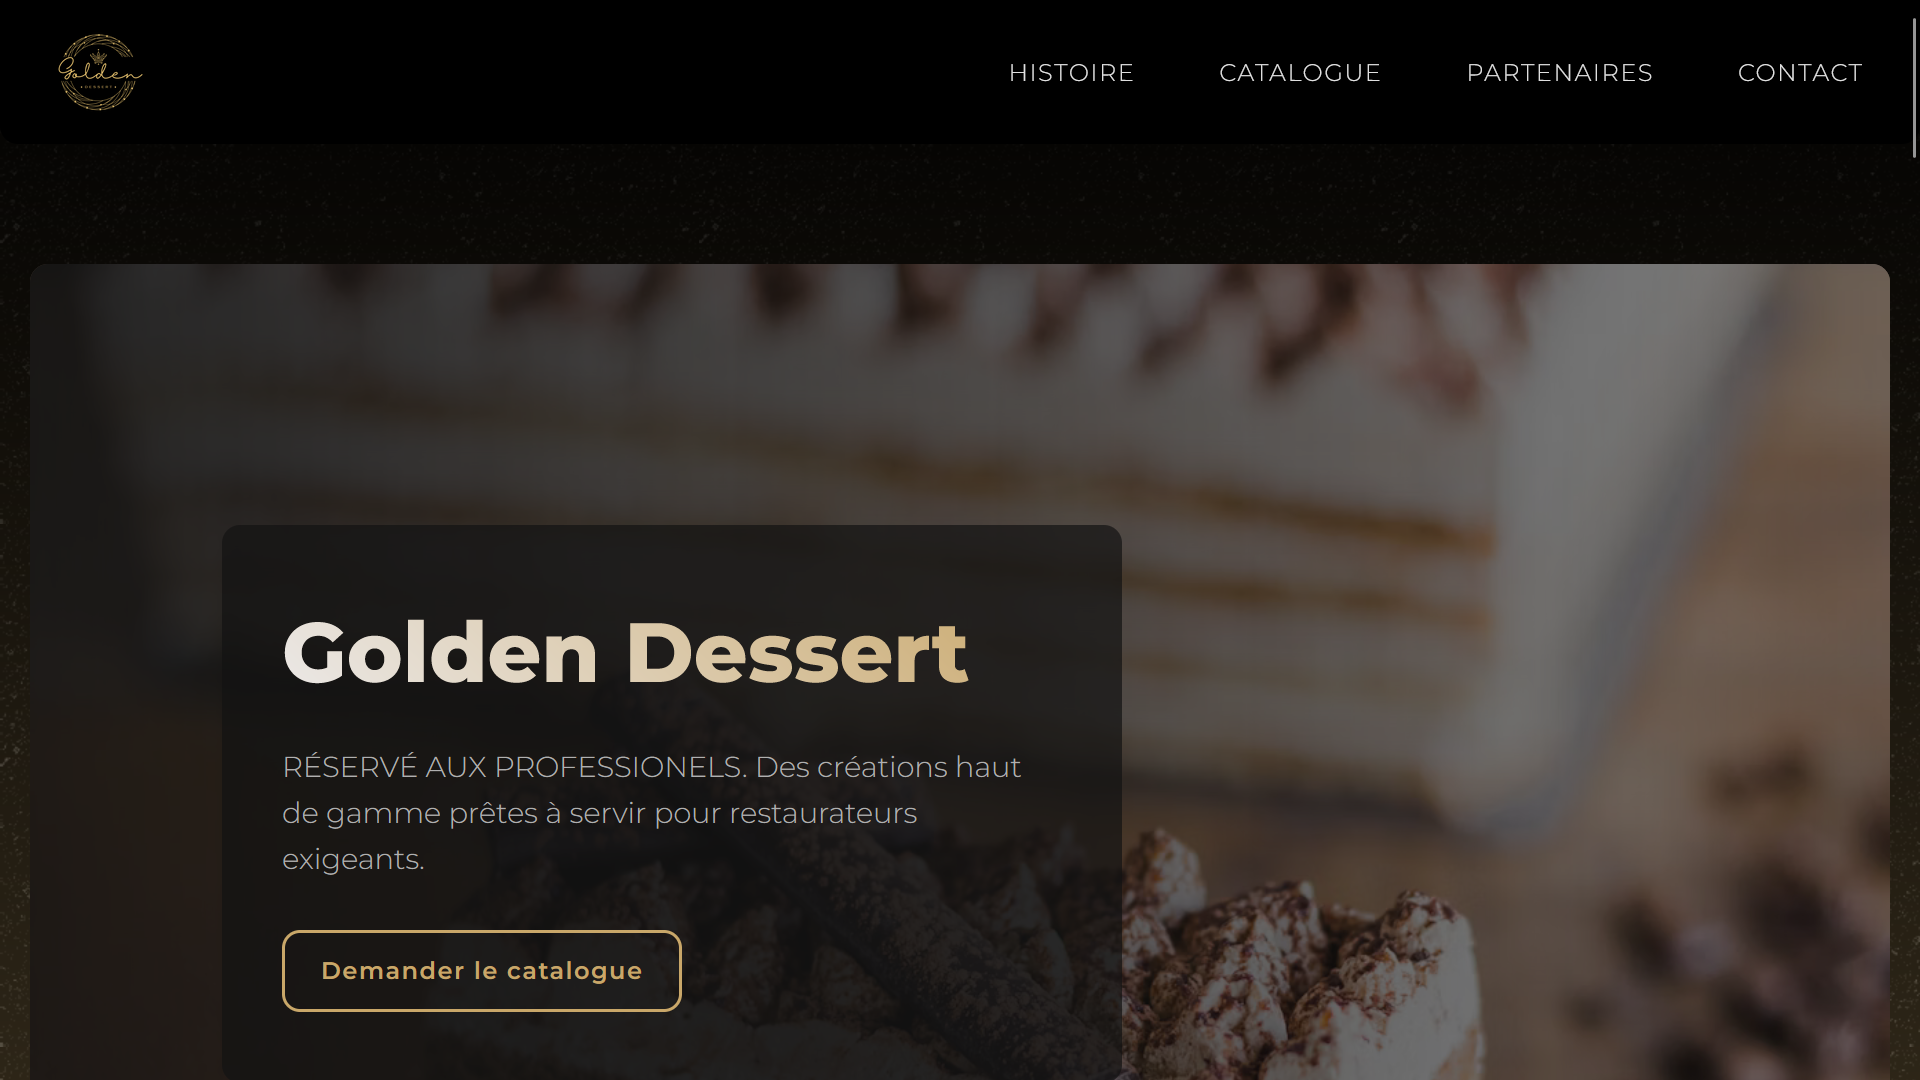 Golden
DESSERT
HISTOIRE
CATALOGUE
PARTENAIRES
CONTACT
Golden Dessert
RÉSERVÉ AUX PROFESSIONELS. Des créations haut
de gamme prêtes à servir pour restaurateurs
exigeants.
Demander le catalogue